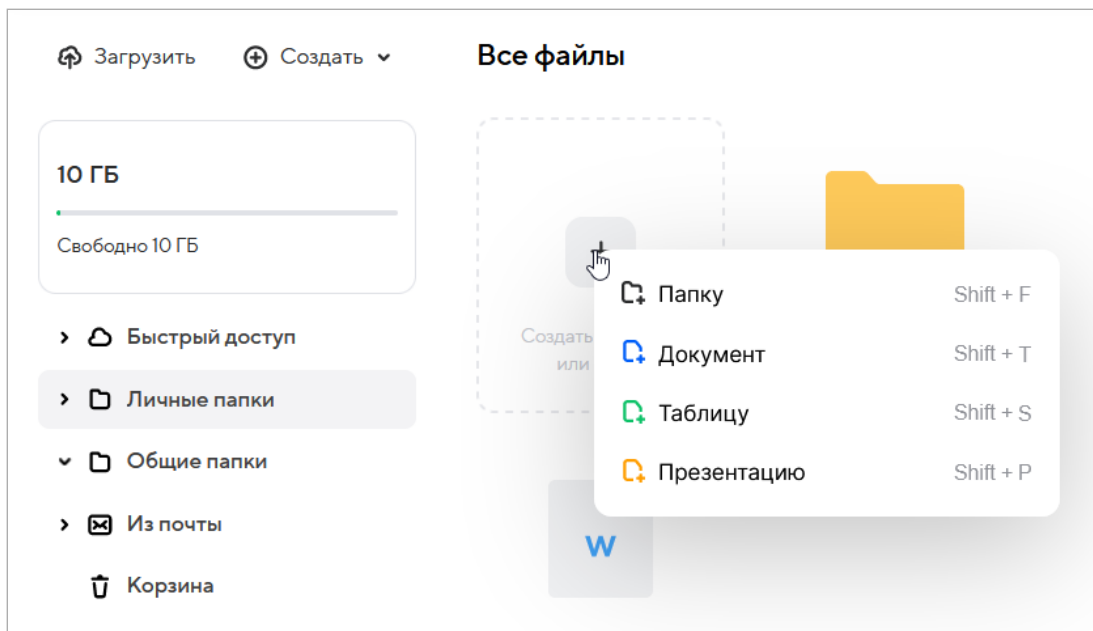 Загрузить
Создать
Все файлы
10 ГБ
Свободно 10 ГБ
Быстрый доступ
Личные папки
Общие папки
Из почты
Корзина
Создать
или
Папку Shift + F
Документ Shift + T
Таблицу Shift + S
Презентацию Shift + P
W